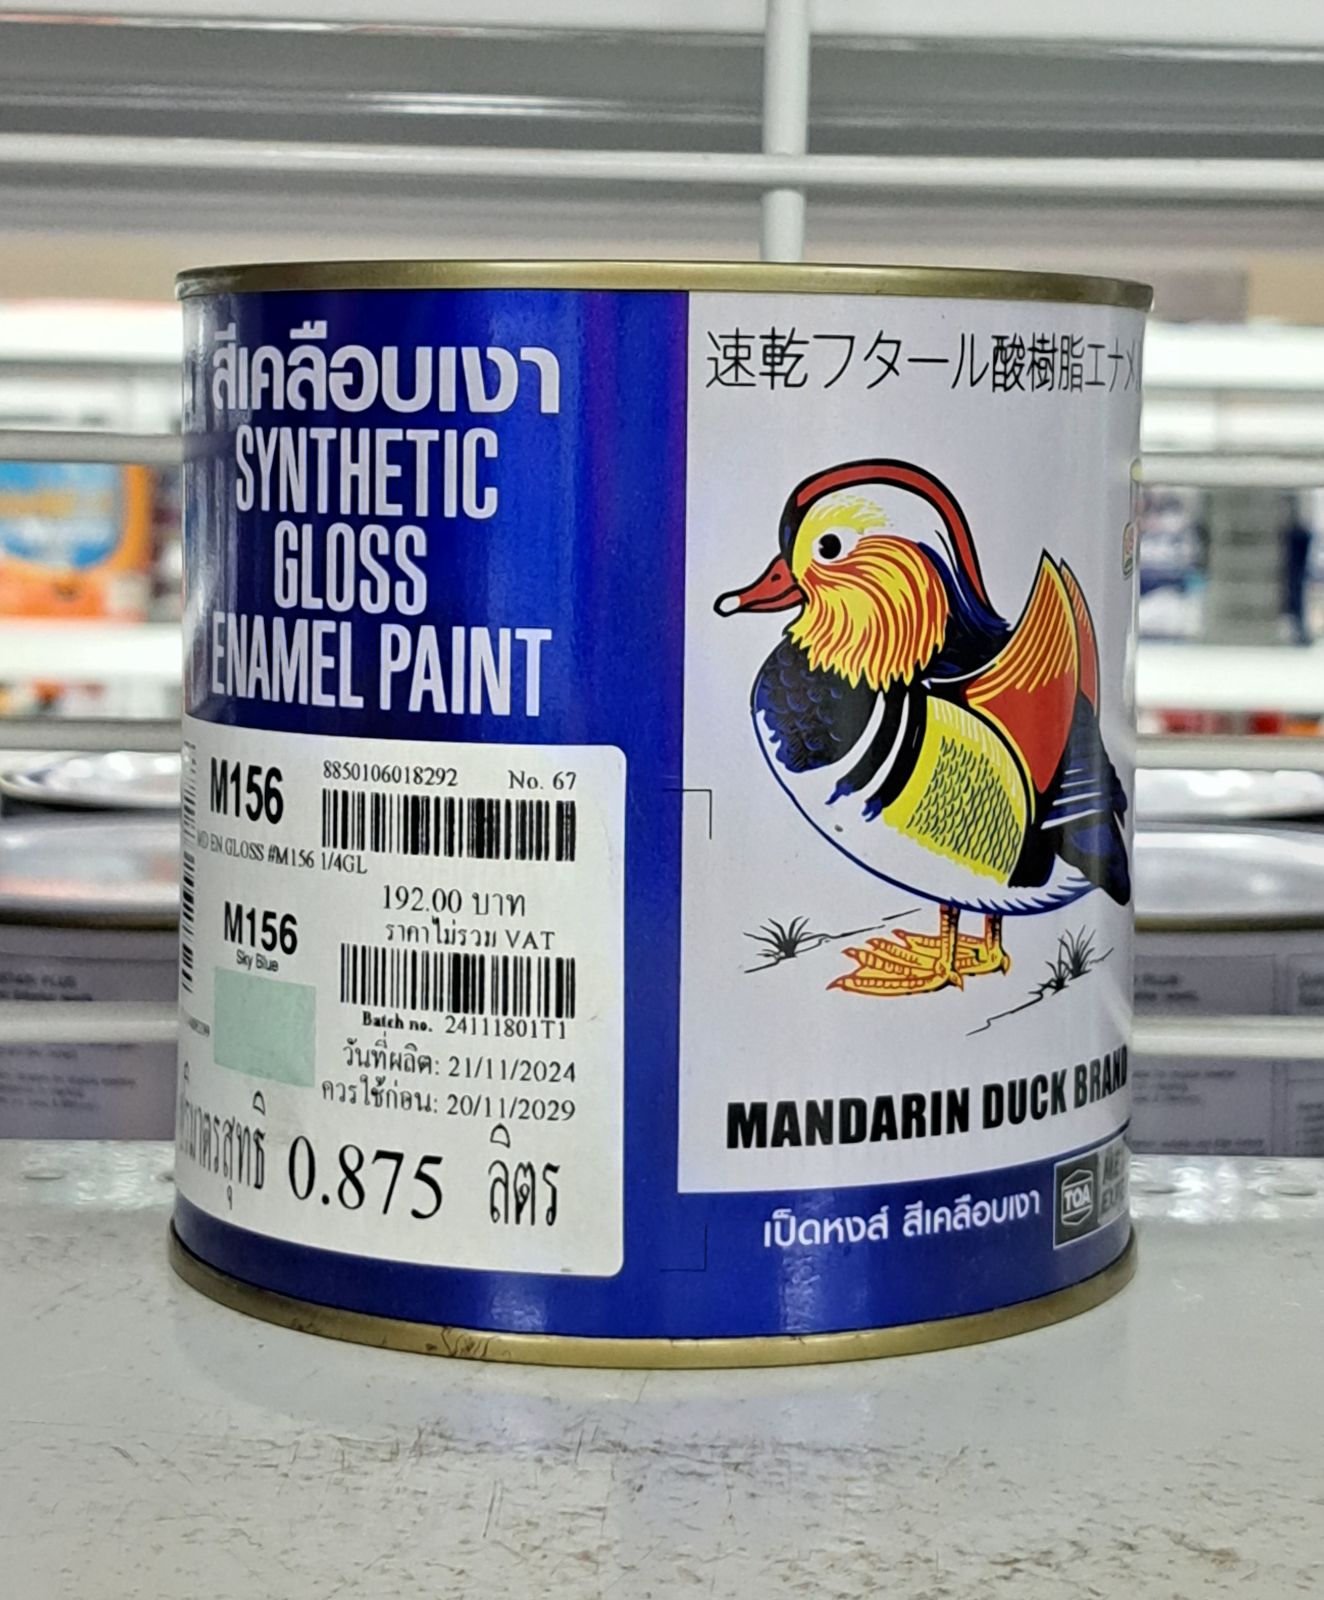 สีเคลือบเงา
SYNTHETIC
GLOSS
ENAMEL PAINT
M156
8850106018292 No. 67
MD EN.GLOSS #M156 1/4GL
192.00 บาท
ราคาไม่รวม VAT
M156
Sky Blue
Batch no. 24111801T1
วันที่ผลิต: 21/11/2024
ควรใช้ก่อน: 20/11/2029
สุทธิ 0.875 ลิตร
速乾フタール酸樹脂エナメ
MANDARIN DUCK BRAND
เป็ดหงส์ สีเคลือบเงา
TOA